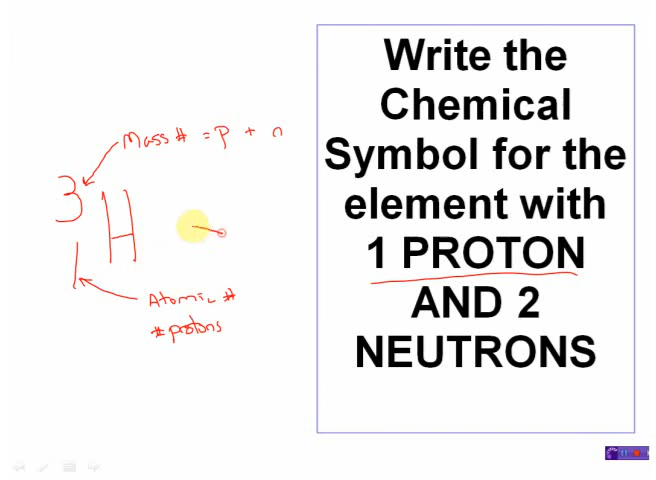 Mass # = P + n
3
H
1
Atomic #
# protons
Write the
Chemical
Symbol for the
element with
1 PROTON
AND 2
NEUTRONS